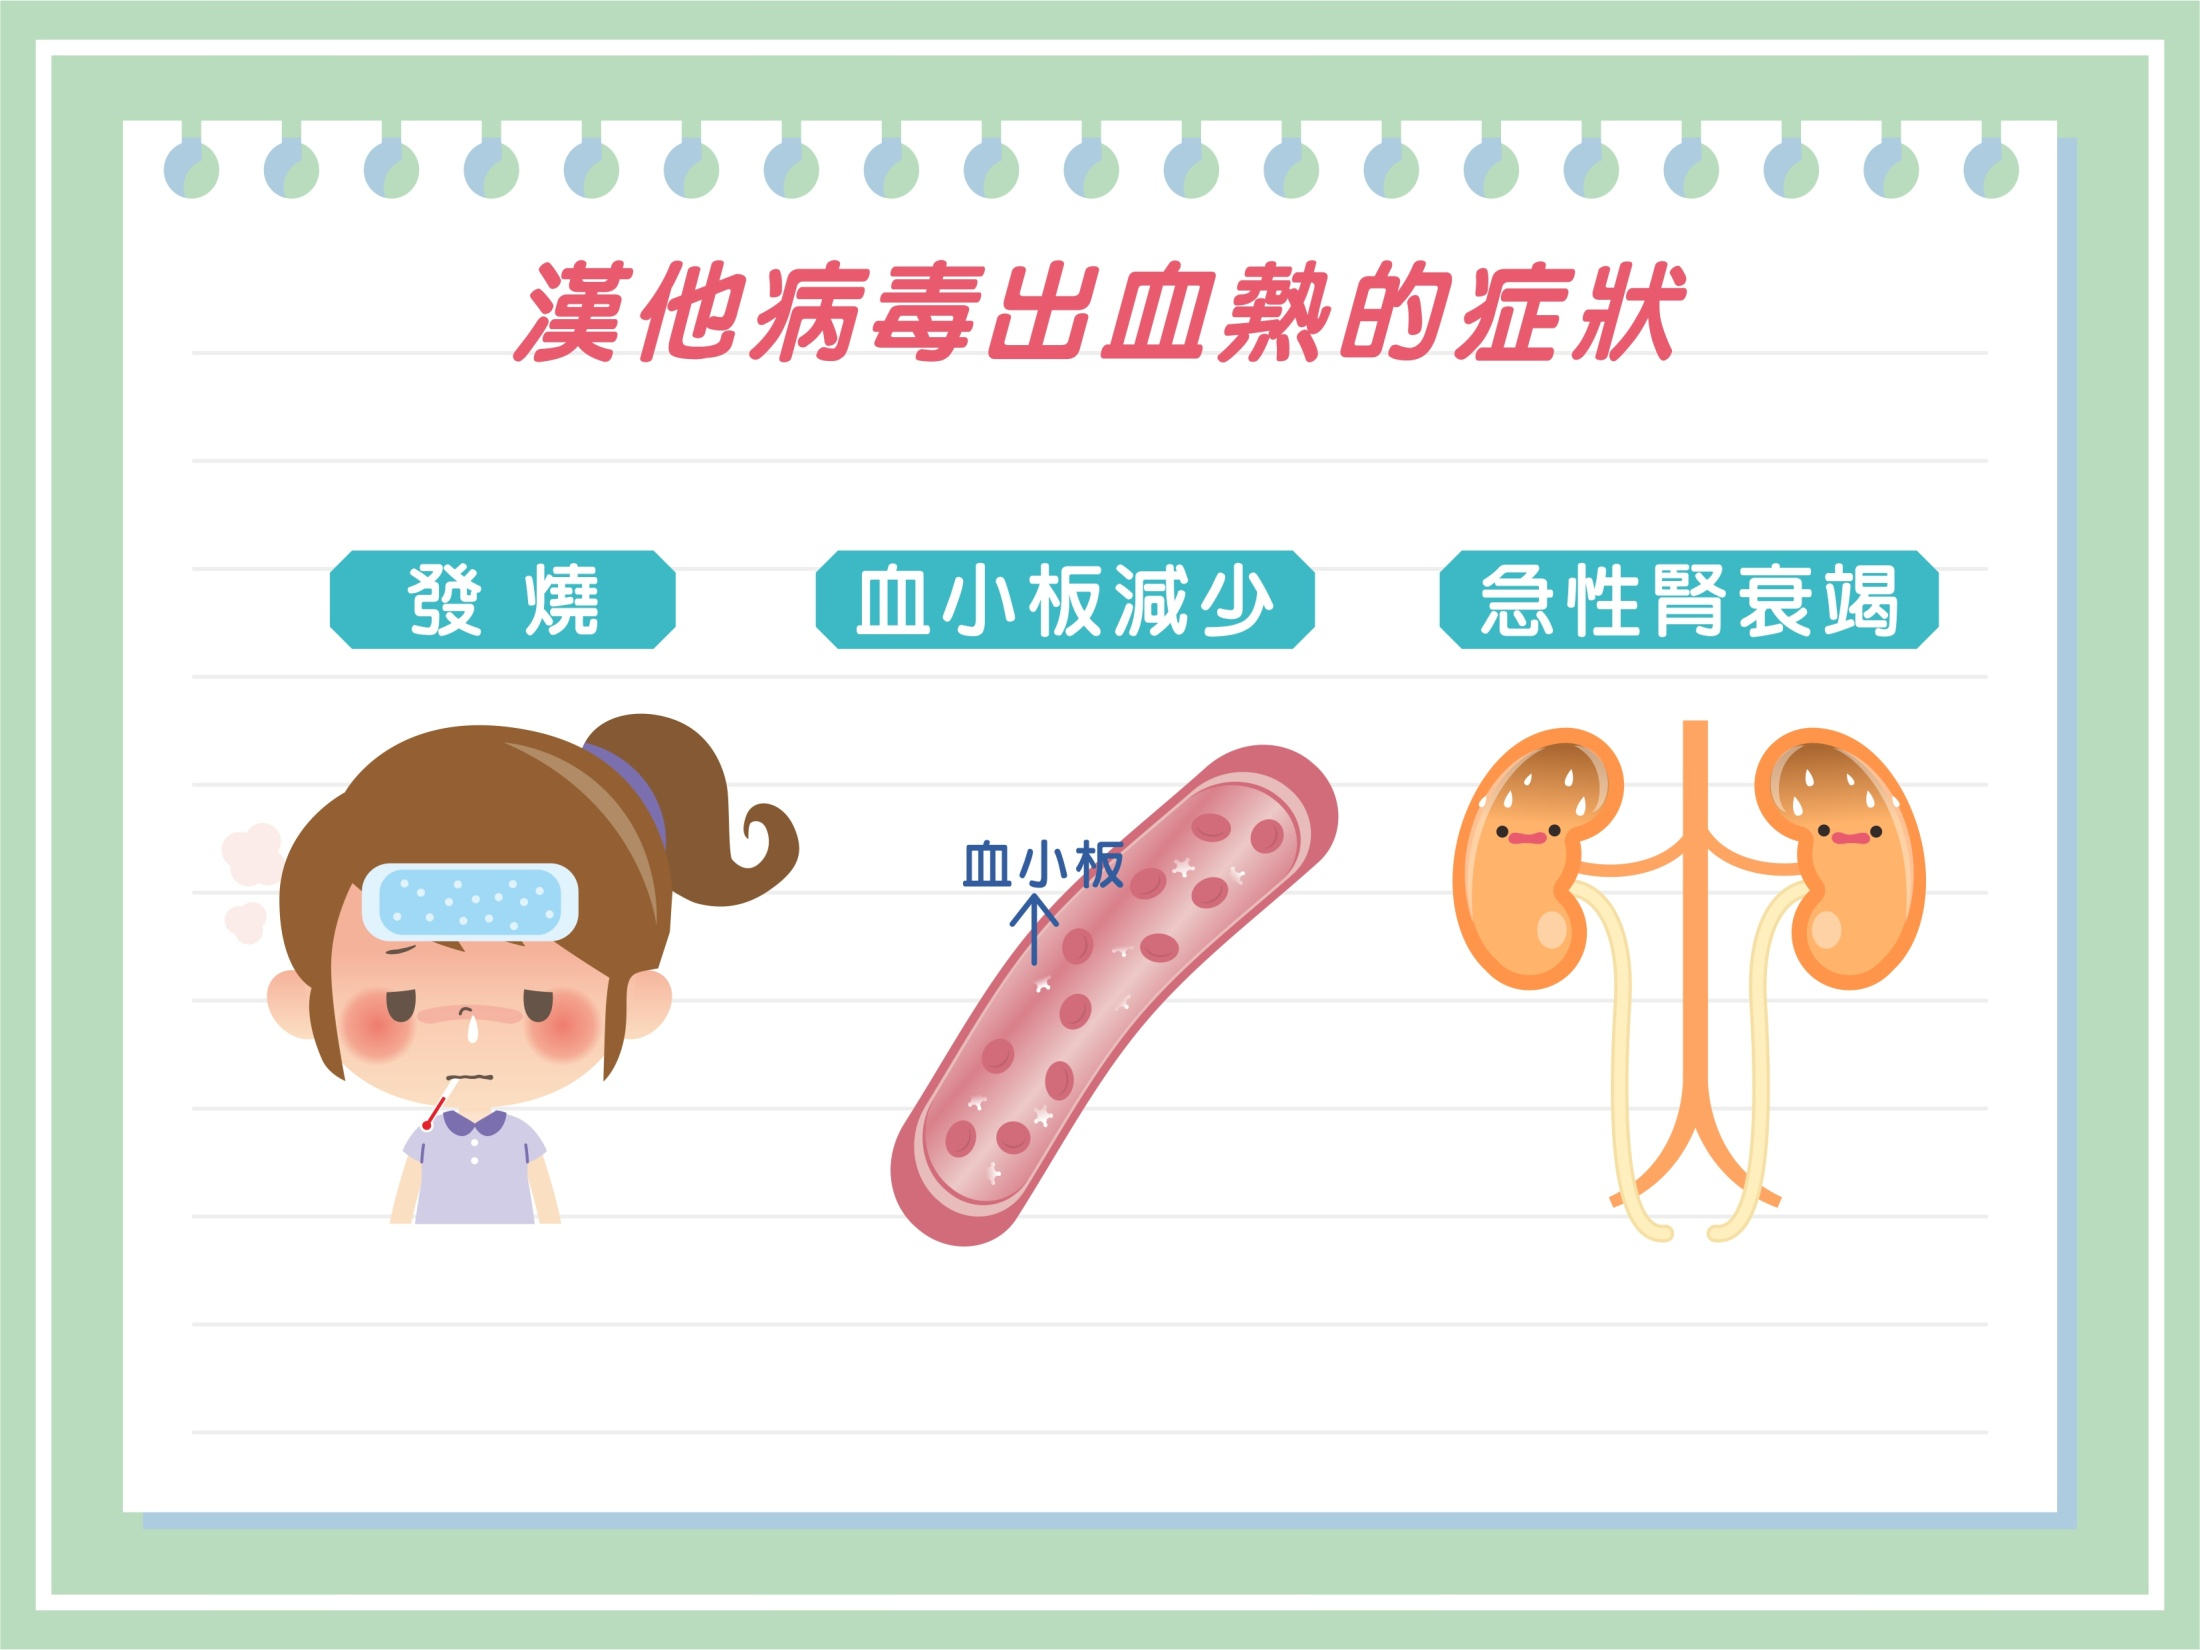 漢他病毒出血熱的症狀
發 燒
血小板減少
急性腎衰竭
血小板